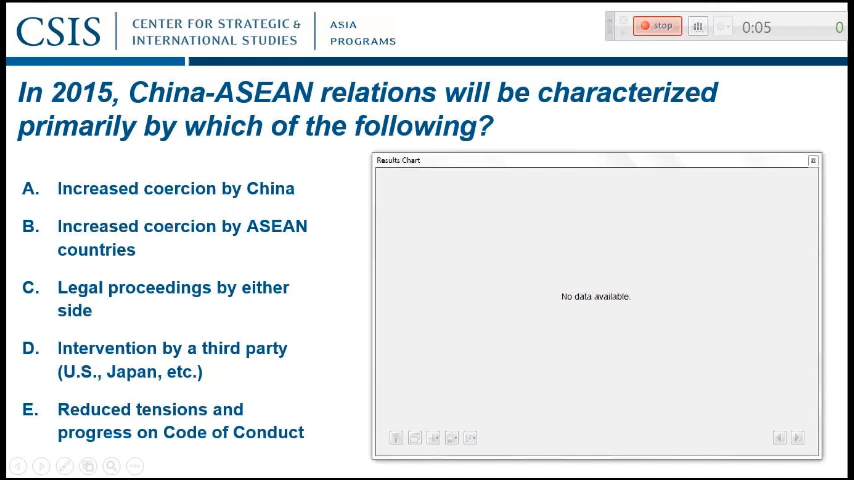 CSIS
CENTER FOR STRATEGIC &
INTERNATIONAL STUDIES
ASIA
PROGRAMS
stop
0:05
0
In 2015, China-ASEAN relations will be characterized
primarily by which of the following?
A. Increased coercion by China
B. Increased coercion by ASEAN
countries
C. Legal proceedings by either
side
D. Intervention by a third party
(U.S., Japan, etc.)
E. Reduced tensions and
progress on Code of Conduct
Results Chart
No data available.